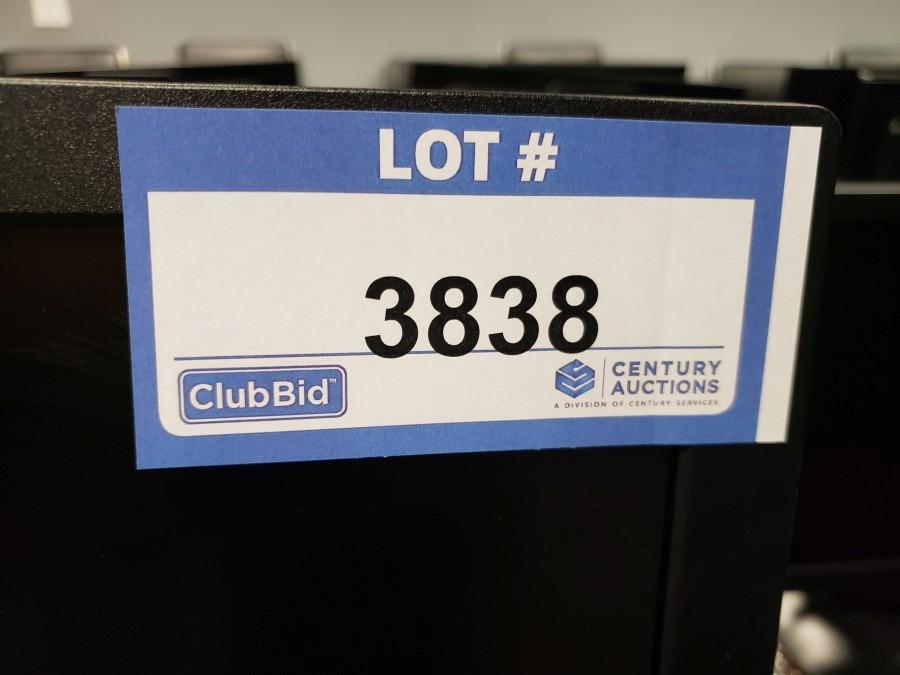 LOT #
3838
ClubBid™
CENTURY
AUCTIONS
A DIVISION OF CENTURY SERVICES